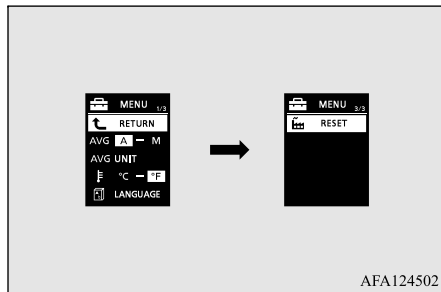 MENU 1/3
RETURN
AVG A – M
AVG UNIT
°C – °F
LANGUAGE
MENU 3/3
RESET
AFA124502